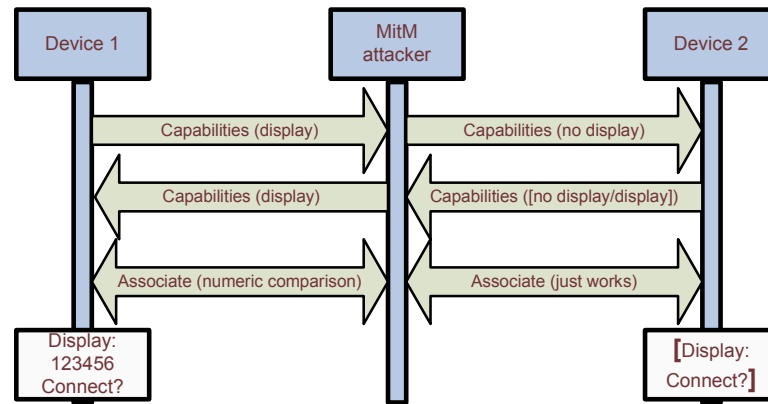 Device 1
MitM
attacker
Device 2
Capabilities (display)
Capabilities (no display)
Capabilities (display)
Capabilities ([no display/display])
Associate (numeric comparison)
Associate (just works)
Display:
123456
Connect?
[Display:
Connect?]